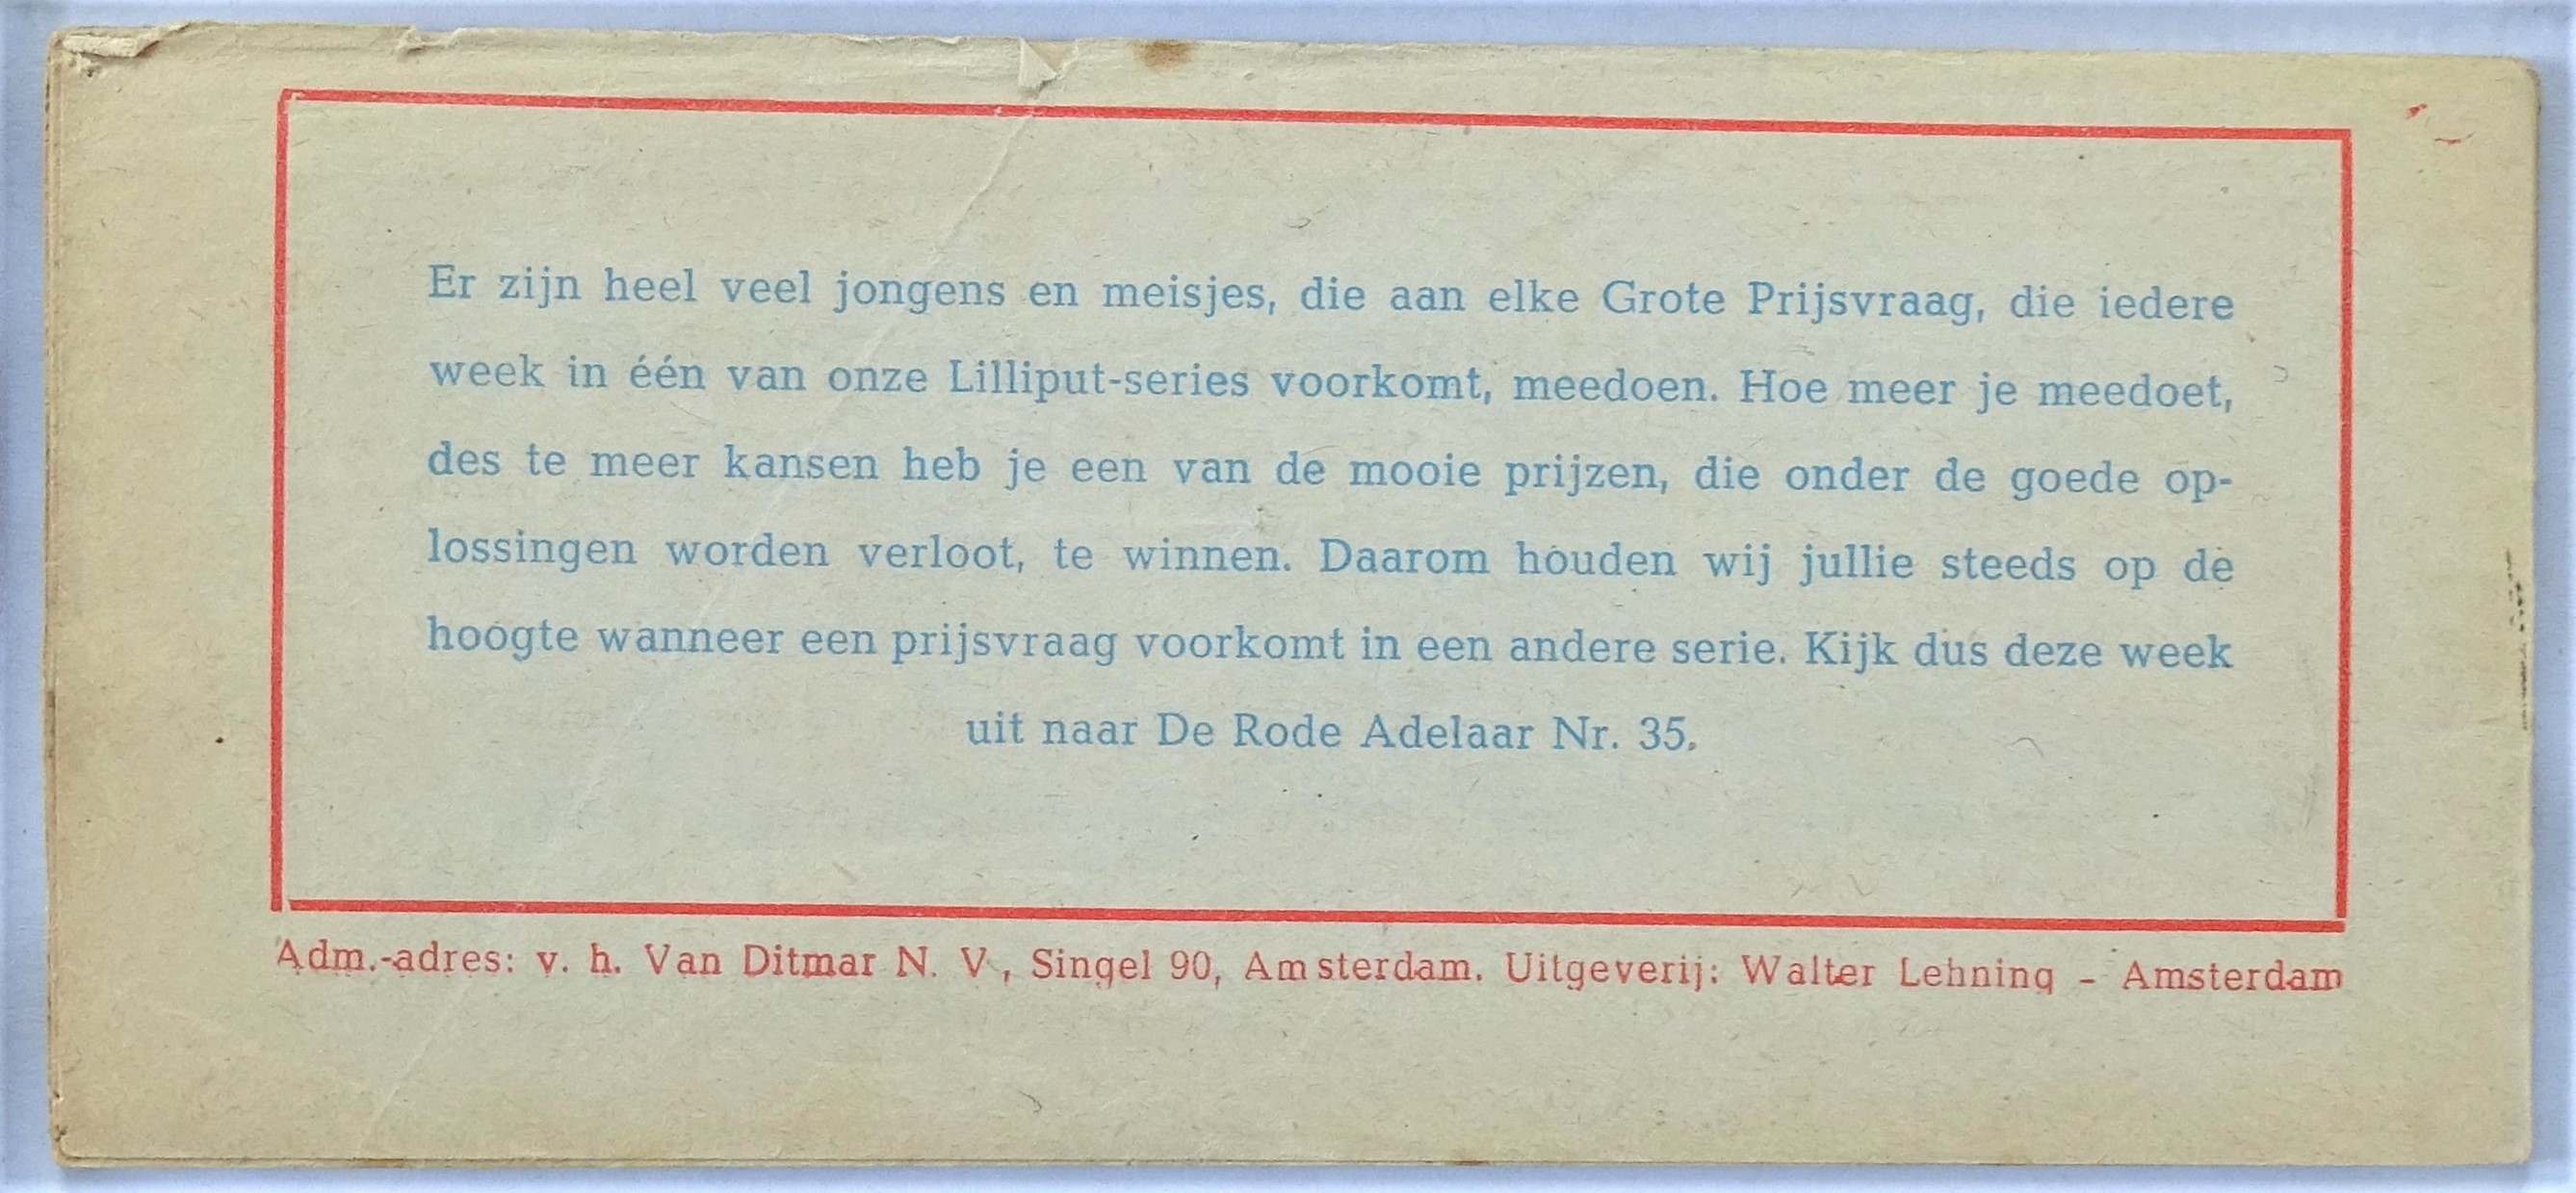 Er zijn heel veel jongens en meisjes, die aan elke Grote Prijsvraag, die iedere
week in één van onze Lilliput-series voorkomt, meedoen. Hoe meer je meedoet,
des te meer kansen heb je een van de mooie prijzen, die onder de goede op-
lossingen worden verloot, te winnen. Daarom houden wij jullie steeds op de
hoogte wanneer een prijsvraag voorkomt in een andere serie. Kijk dus deze week
uit naar De Rode Adelaar Nr. 35.
Adm.-adres: v. h. Van Ditmar N. V., Singel 90, Amsterdam. Uitgeverij: Walter Lehning - Amsterdam